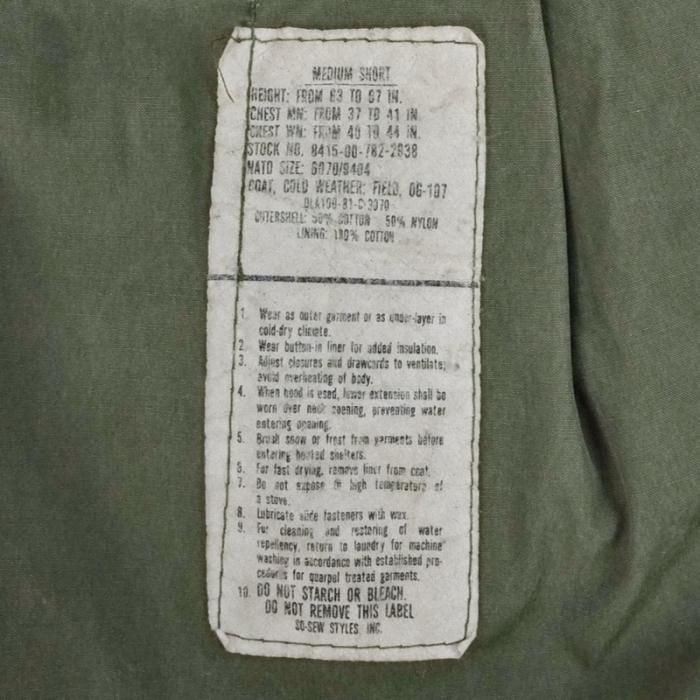 MEDIUM SHORT
HEIGHT: FROM 63 TO 67 IN.
CHEST MN: FROM 37 TO 41 IN.
CHEST WN: FROM 40 TO 44 IN.
STOCK NO. 8415-00-782-2938
NATO SIZE: 6070/9404
COAT, COLD WEATHER; FIELD, OG-107
DLA100-81-C-3070
OUTERSHELL: 50% COTTON 50% NYLON
LINING: 100% COTTON
1. Wear as outer garment or as under-layer in
cold-dry climate.
2. Wear button-in liner for added insulation.
3. Adjust closures and drawcords to ventilate;
avoid overheating of body.
4. When hood is used, lower extension shall be
worn over neck opening, preventing water
entering opening.
5. Brush snow or frost from garments before
entering heated shelters.
6. For fast drying, remove liner from coat.
7. Do not expose to high temperature of
a stove.
8. Lubricate slide fasteners with wax.
9. For cleaning and restoring of water
repellency, return to laundry for machine
washing in accordance with established pro-
cedures for quarpel treated garments.
10. DO NOT STARCH OR BLEACH.
DO NOT REMOVE THIS LABEL
SO-SEW STYLES, INC.